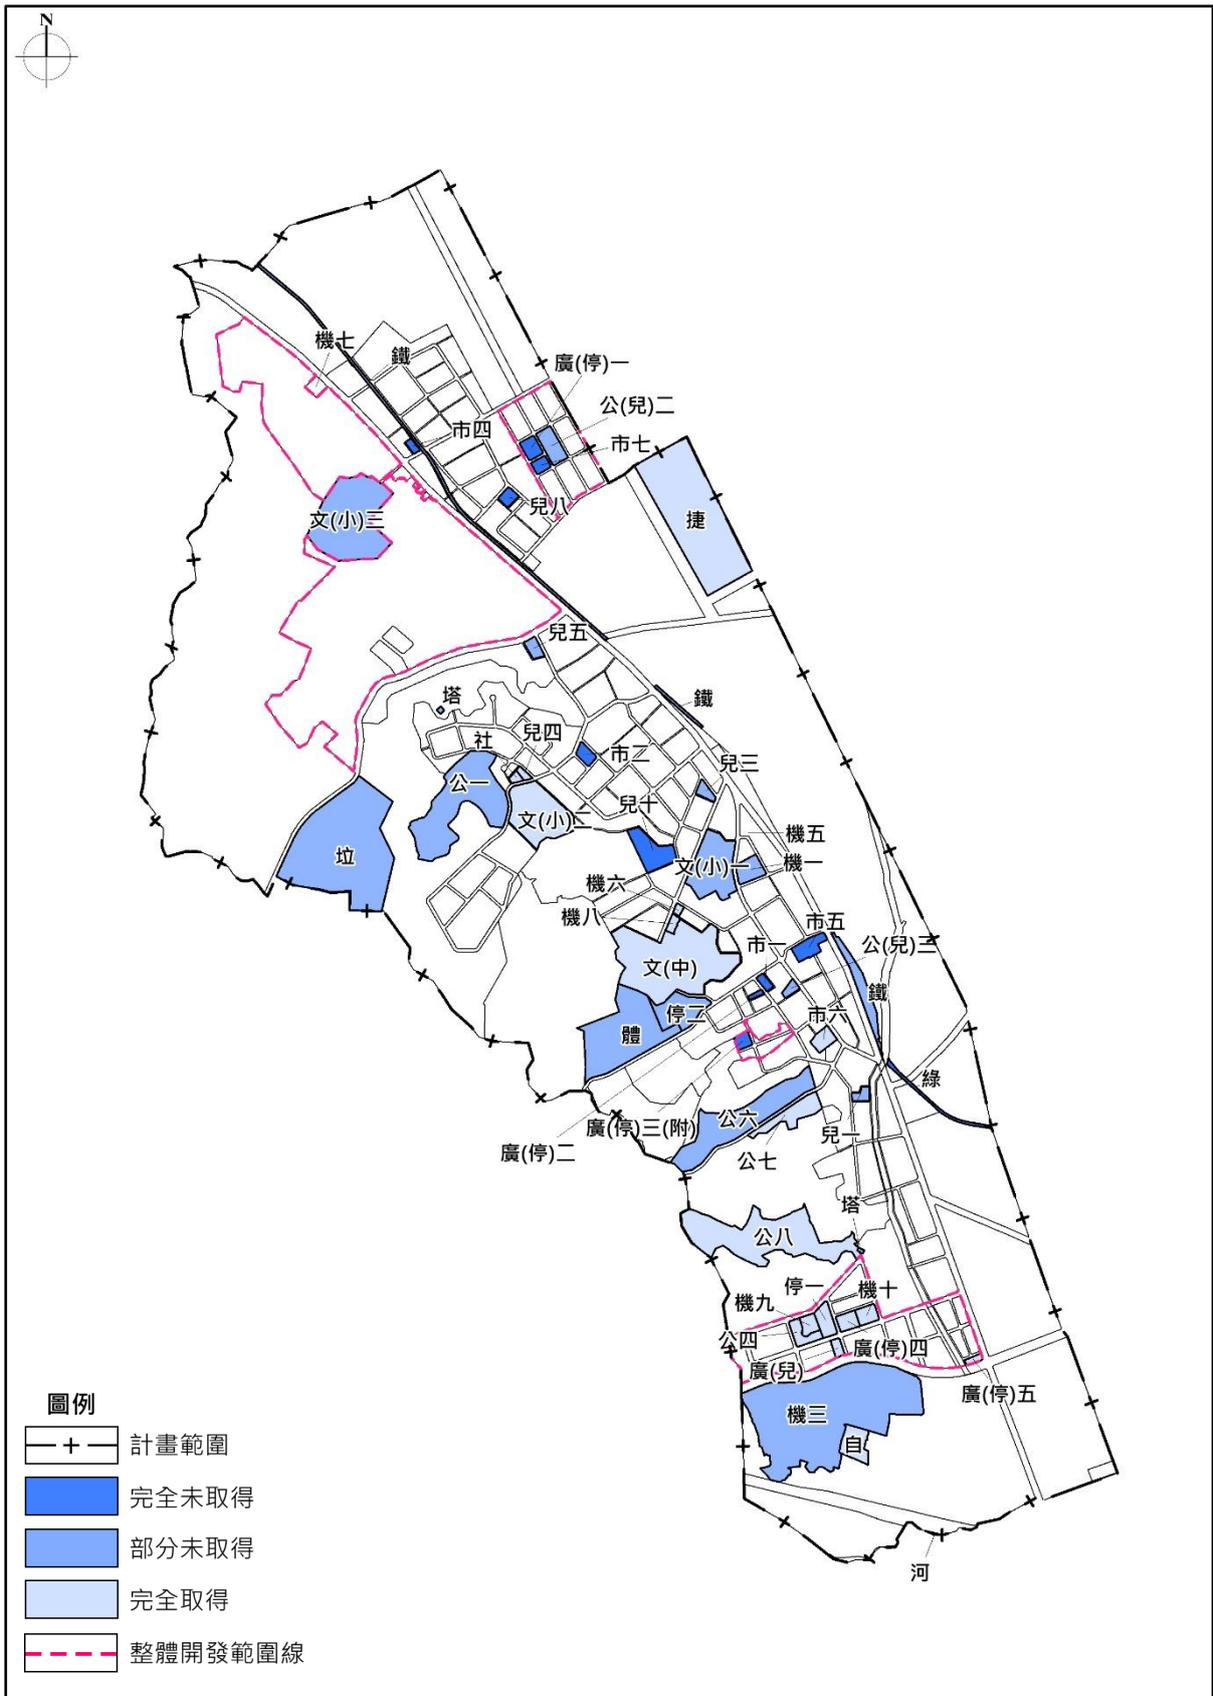 N
機七
鐵
廣(停)一
公(兒)二
市四
市七
兒八
文(小)三
捷
兒五
塔
鐵
社
兒四
市二
兒三
公一
兒十
文(小)二
機五
垃
文(小)一
機一
機六
機八
市五
市一
公(兒)三
文(中)
鐵
停二
市六
體
綠
公六
廣(停)三(附)
兒一
廣(停)二
公七
塔
公八
停一
機十
機九
公四
廣(停)四
廣(兒)
廣(停)五
機三
自
河
圖例
計畫範圍
完全未取得
部分未取得
完全取得
整體開發範圍線